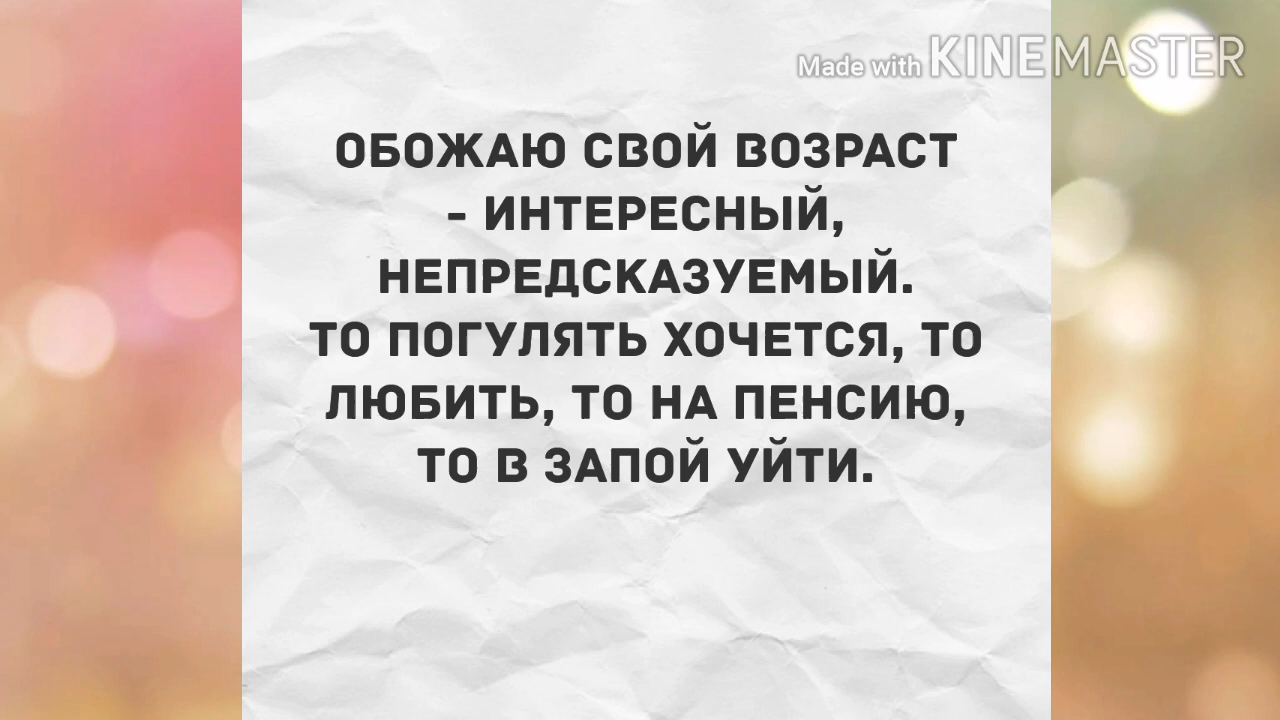 Made with KINEMASTER
ОБОЖАЮ СВОЙ ВОЗРАСТ
- ИНТЕРЕСНЫЙ,
НЕПРЕДСКАЗУЕМЫЙ.
ТО ПОГУЛЯТЬ ХОЧЕТСЯ, ТО
ЛЮБИТЬ, ТО НА ПЕНСИЮ,
ТО В ЗАПОЙ УЙТИ.